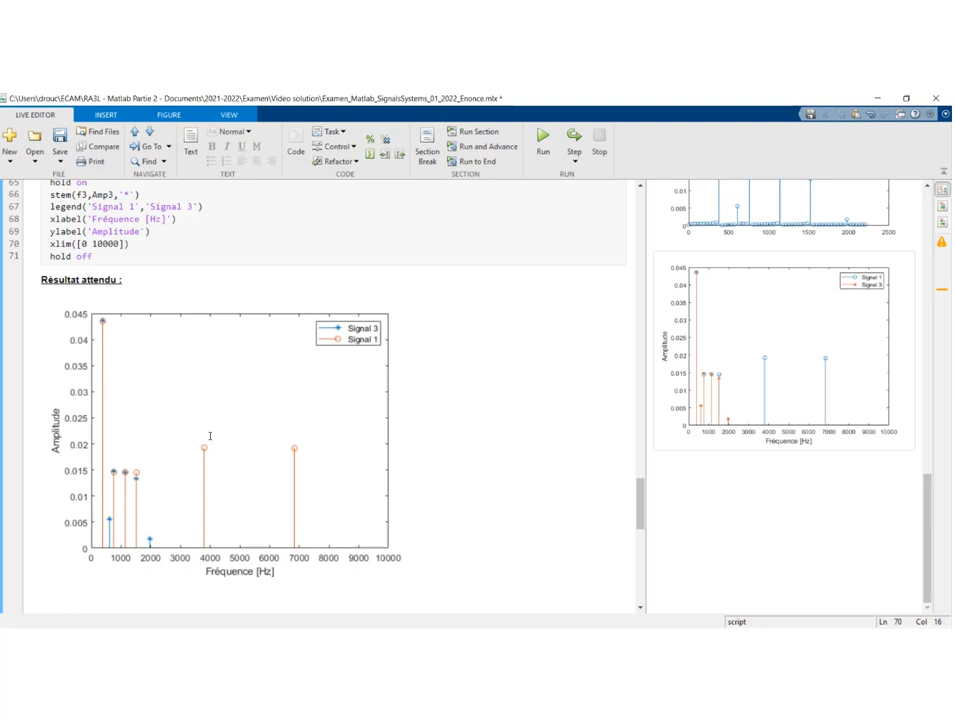 C:\Users\drouc\ECAM\RA3L - Matlab Partie 2 - Documents\2021-2022\Examen\Video solution\Examen_Matlab_SignalsSystems_01_2022_Enonce.mlx *
LIVE EDITOR INSERT FIGURE VIEW
New Open Save Find Files Compare Print Go To Find Text Normal B I U M Code Task Control Refactor Section Break Run Section Run and Advance Run to End Run Step Stop
FILE NAVIGATE TEXT CODE SECTION RUN
65 hold on
66 stem(f3,Amp3,'*')
67 legend('Signal 1','Signal 3')
68 xlabel('Fréquence [Hz]')
69 ylabel('Amplitude')
70 xlim([0 10000])
71 hold off
Résultat attendu :
0.045
0.04
0.035
0.03
0.025
0.02
0.015
0.01
0.005
0
Amplitude
Signal 3
Signal 1
0 1000 2000 3000 4000 5000 6000 7000 8000 9000 10000
Fréquence [Hz]
0.01
0.005
0
0 500 1000 1500 2000 2500
0.045
0.04
0.035
0.03
0.025
0.02
0.015
0.01
0.005
0
Amplitude
Signal 1
Signal 3
0 1000 2000 3000 4000 5000 6000 7000 8000 9000 10000
Fréquence [Hz]
script Ln 70 Col 16